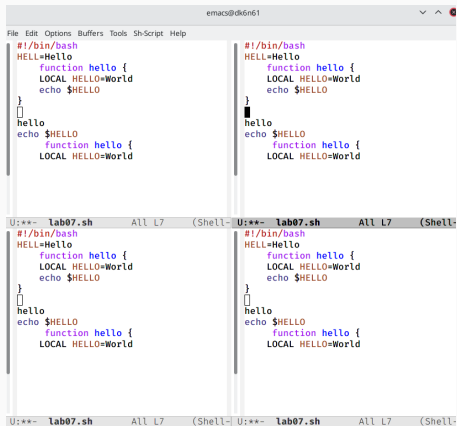 emacs@dk6n61
File Edit Options Buffers Tools Sh-Script Help
#!/bin/bash
HELL=Hello
    function hello {
    LOCAL HELLO=World
    echo $HELLO
}
hello
echo $HELLO
     function hello {
    LOCAL HELLO=World
U:**-  lab07.sh       All L7     (Shell-
#!/bin/bash
HELL=Hello
    function hello {
    LOCAL HELLO=World
    echo $HELLO
}
hello
echo $HELLO
     function hello {
    LOCAL HELLO=World
U:**-  lab07.sh       All L7     (Shell-
#!/bin/bash
HELL=Hello
    function hello {
    LOCAL HELLO=World
    echo $HELLO
}
hello
echo $HELLO
     function hello {
    LOCAL HELLO=World
U:**-  lab07.sh       All L7     (Shell-
#!/bin/bash
HELL=Hello
    function hello {
    LOCAL HELLO=World
    echo $HELLO
}
hello
echo $HELLO
     function hello {
    LOCAL HELLO=World
U:**-  lab07.sh       All L7     (Shell-